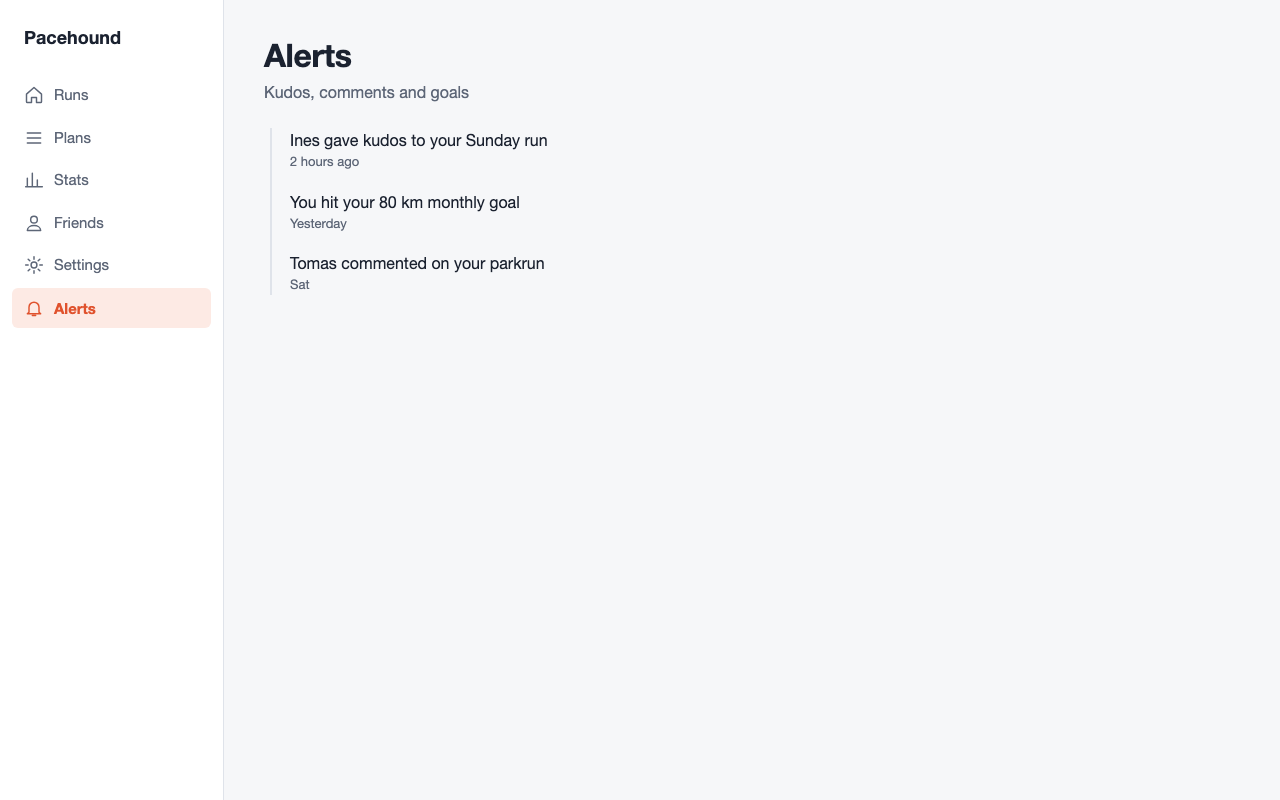 Pacehound
Runs
Plans
Stats
Friends
Settings
Alerts
Alerts
Kudos, comments and goals
Ines gave kudos to your Sunday run
2 hours ago
You hit your 80 km monthly goal
Yesterday
Tomas commented on your parkrun
Sat